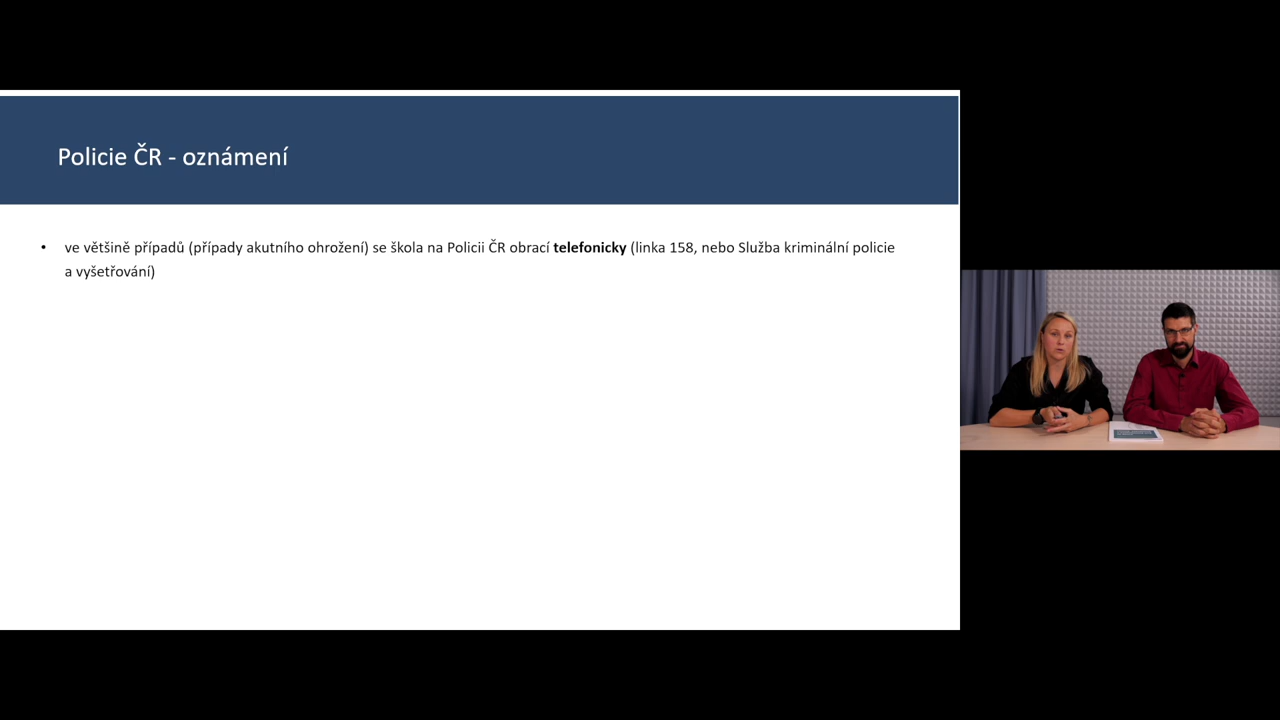 Policie ČR - oznámení
• ve většině případů (případy akutního ohrožení) se škola na Policii ČR obrací telefonicky (linka 158, nebo Služba kriminální policie
a vyšetřování)